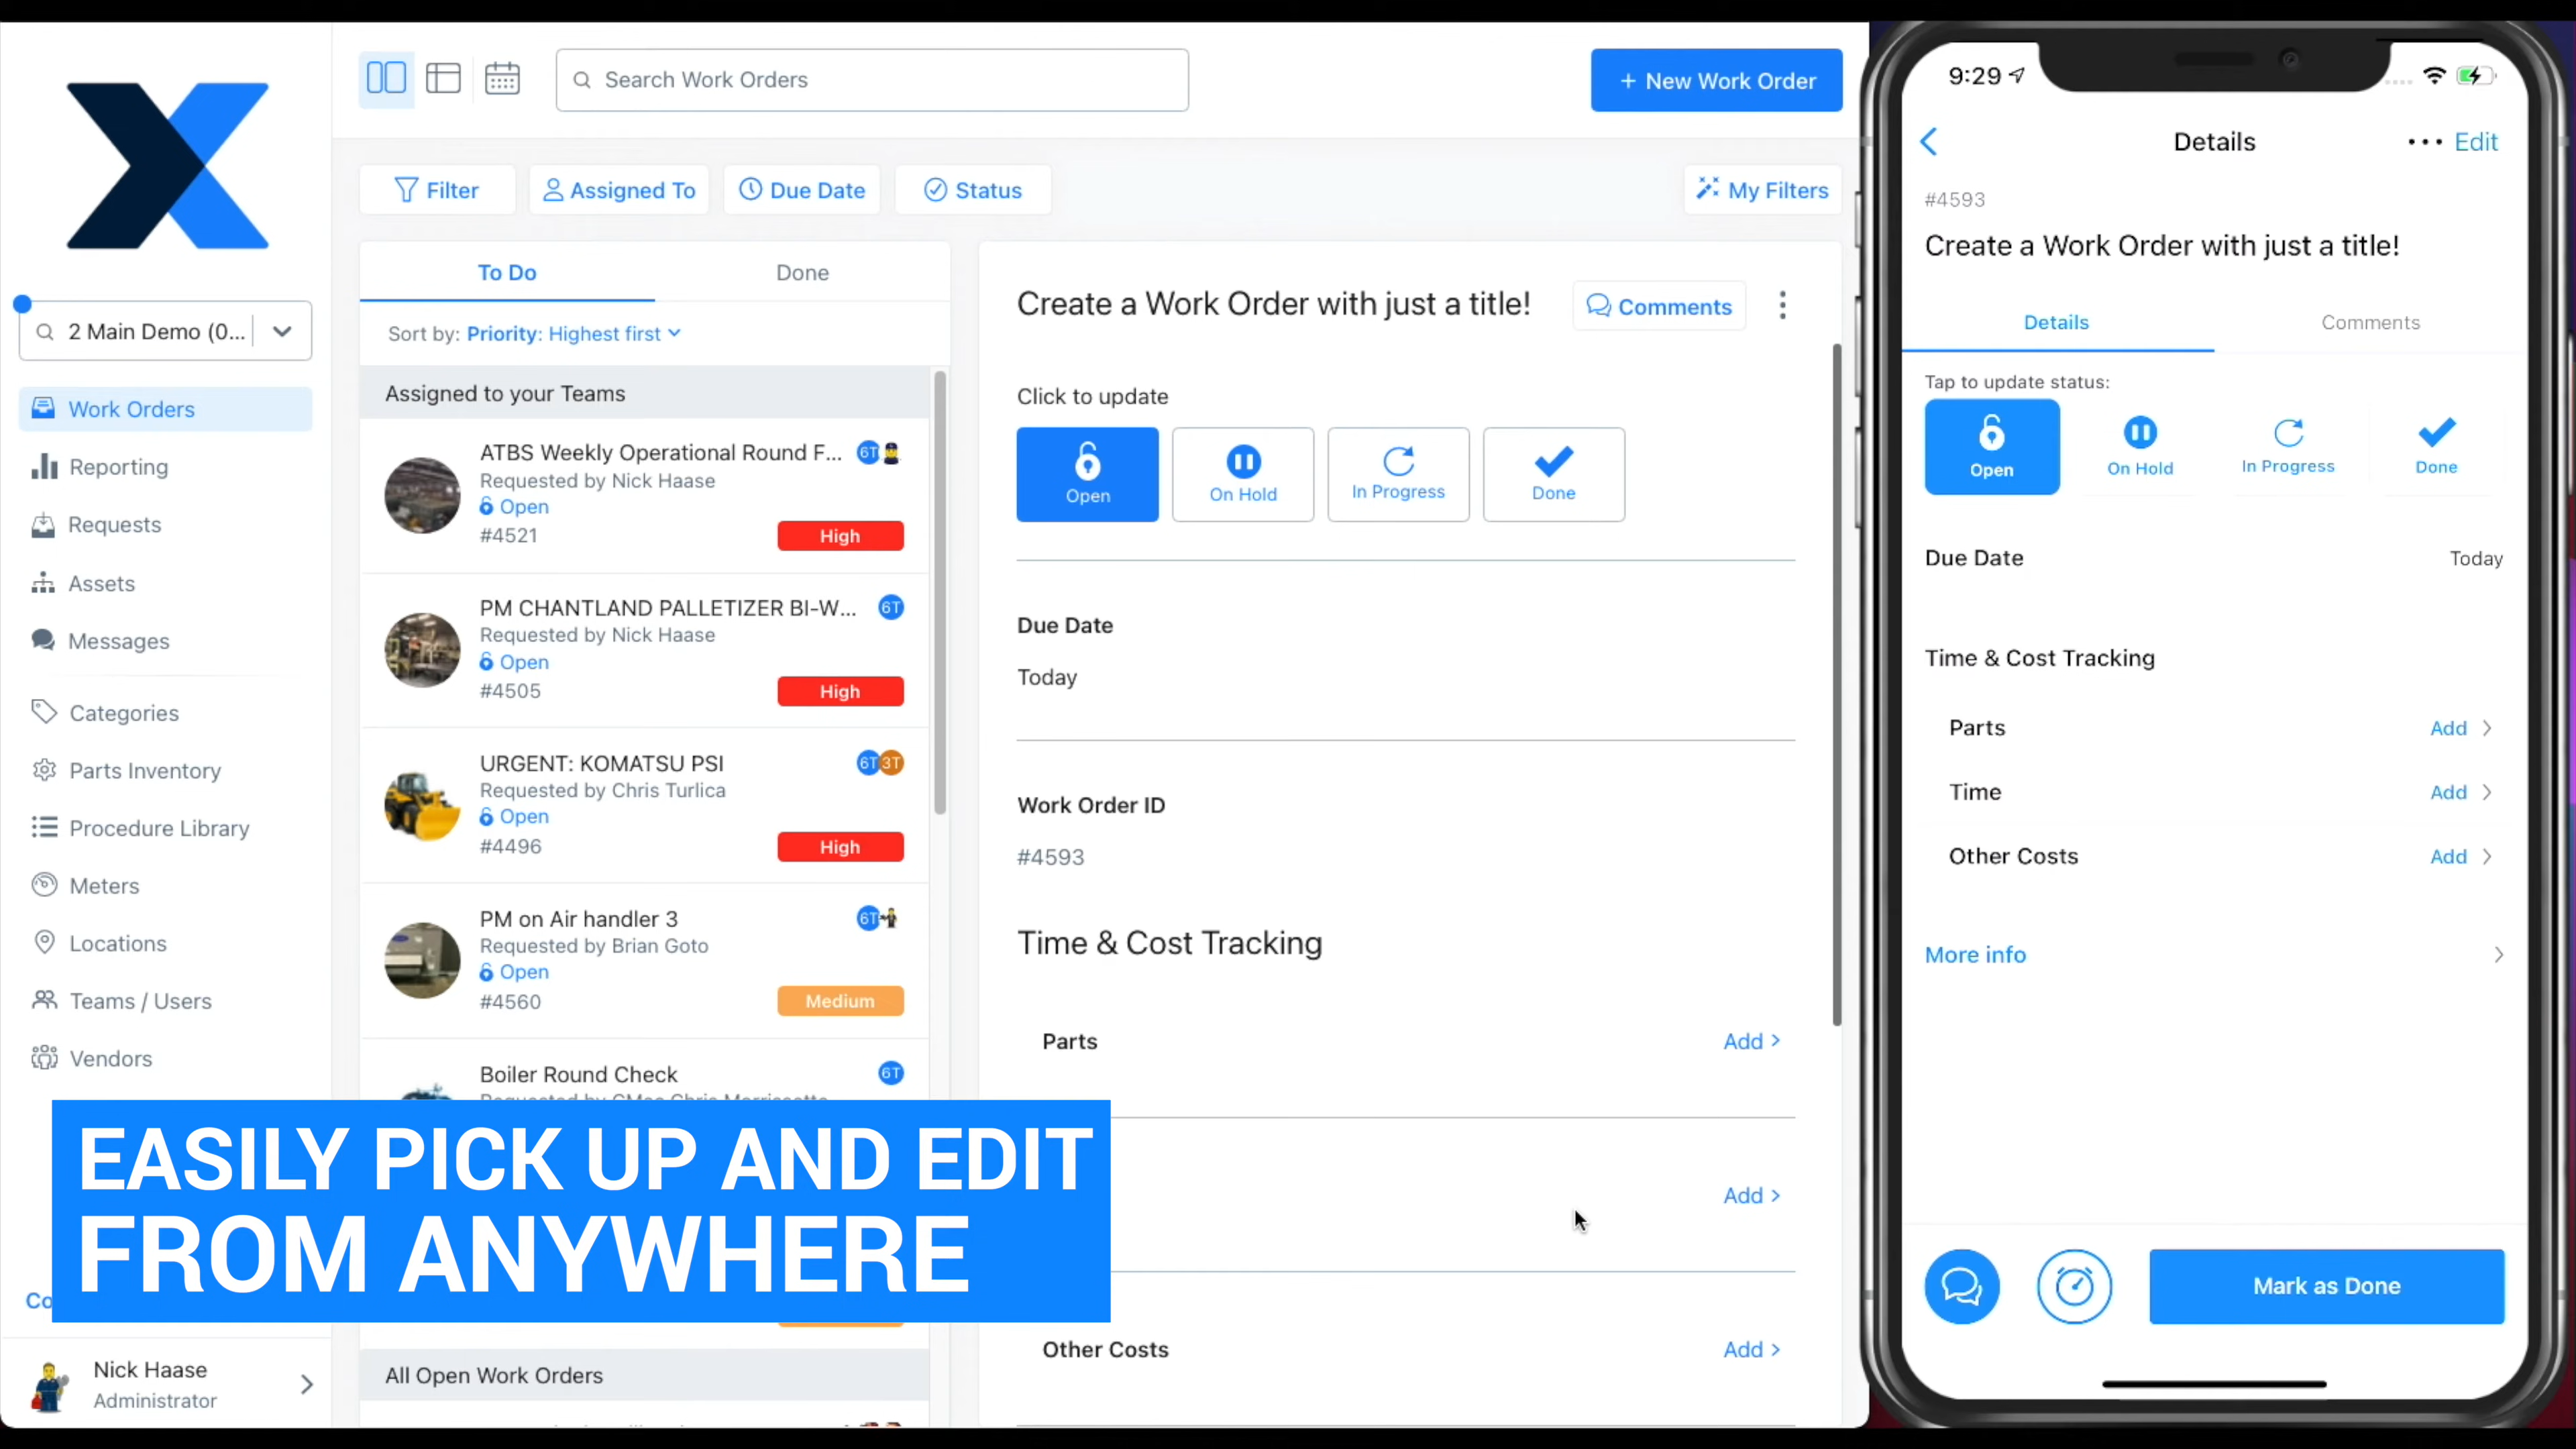 Search Work Orders
+ New Work Order
Filter
Assigned To
Due Date
Status
My Filters
2 Main Demo (0...
Work Orders
Reporting
Requests
Assets
Messages
Categories
Parts Inventory
Procedure Library
Meters
Locations
Teams / Users
Vendors
Co
Nick Haase
Administrator
To Do
Done
Sort by: Priority: Highest first
Assigned to your Teams
ATBS Weekly Operational Round F...
6T
Requested by Nick Haase
Open
#4521
High
PM CHANTLAND PALLETIZER BI-W...
6T
Requested by Nick Haase
Open
#4505
High
URGENT: KOMATSU PSI
6T 3T
Requested by Chris Turlica
Open
#4496
High
PM on Air handler 3
6T
Requested by Brian Goto
Open
#4560
Medium
Boiler Round Check
6T
All Open Work Orders
EASILY PICK UP AND EDIT
FROM ANYWHERE
Create a Work Order with just a title!
Comments
Click to update
Open
On Hold
In Progress
Done
Due Date
Today
Work Order ID
#4593
Time & Cost Tracking
Parts
Add >
Add >
Other Costs
Add >
9:29
Details
Edit
#4593
Create a Work Order with just a title!
Details
Comments
Tap to update status:
Open
On Hold
In Progress
Done
Due Date
Today
Time & Cost Tracking
Parts
Add
Time
Add
Other Costs
Add
More info
Mark as Done